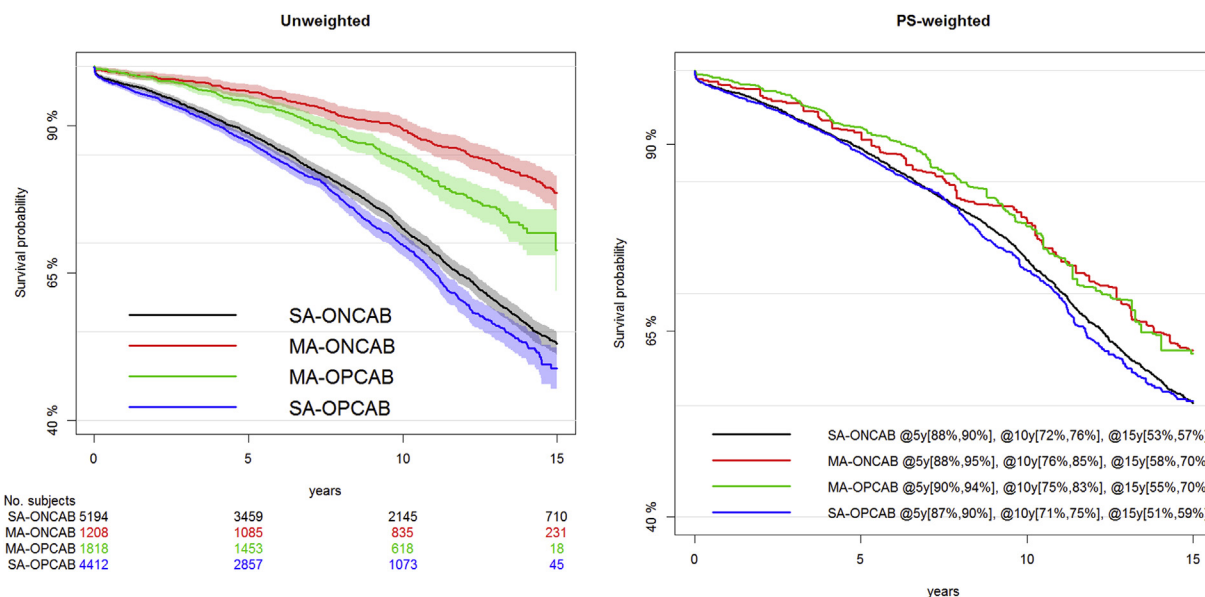 Unweighted
Survival probability
90 %
65 %
40 %
SA-ONCAB
MA-ONCAB
MA-OPCAB
SA-OPCAB
0 5 10 15
years
No. subjects
SA-ONCAB 5194 3459 2145 710
MA-ONCAB 1208 1085 835 231
MA-OPCAB 1818 1453 618 18
SA-OPCAB 4412 2857 1073 45
PS-weighted
Survival probability
90 %
65 %
40 %
SA-ONCAB @5y[88%,90%], @10y[72%,76%], @15y[53%,57%]
MA-ONCAB @5y[88%,95%], @10y[76%,85%], @15y[58%,70%
MA-OPCAB @5y[90%,94%], @10y[75%,83%], @15y[55%,70%
SA-OPCAB @5y[87%,90%], @10y[71%,75%], @15y[51%,59%]
0 5 10 15
years